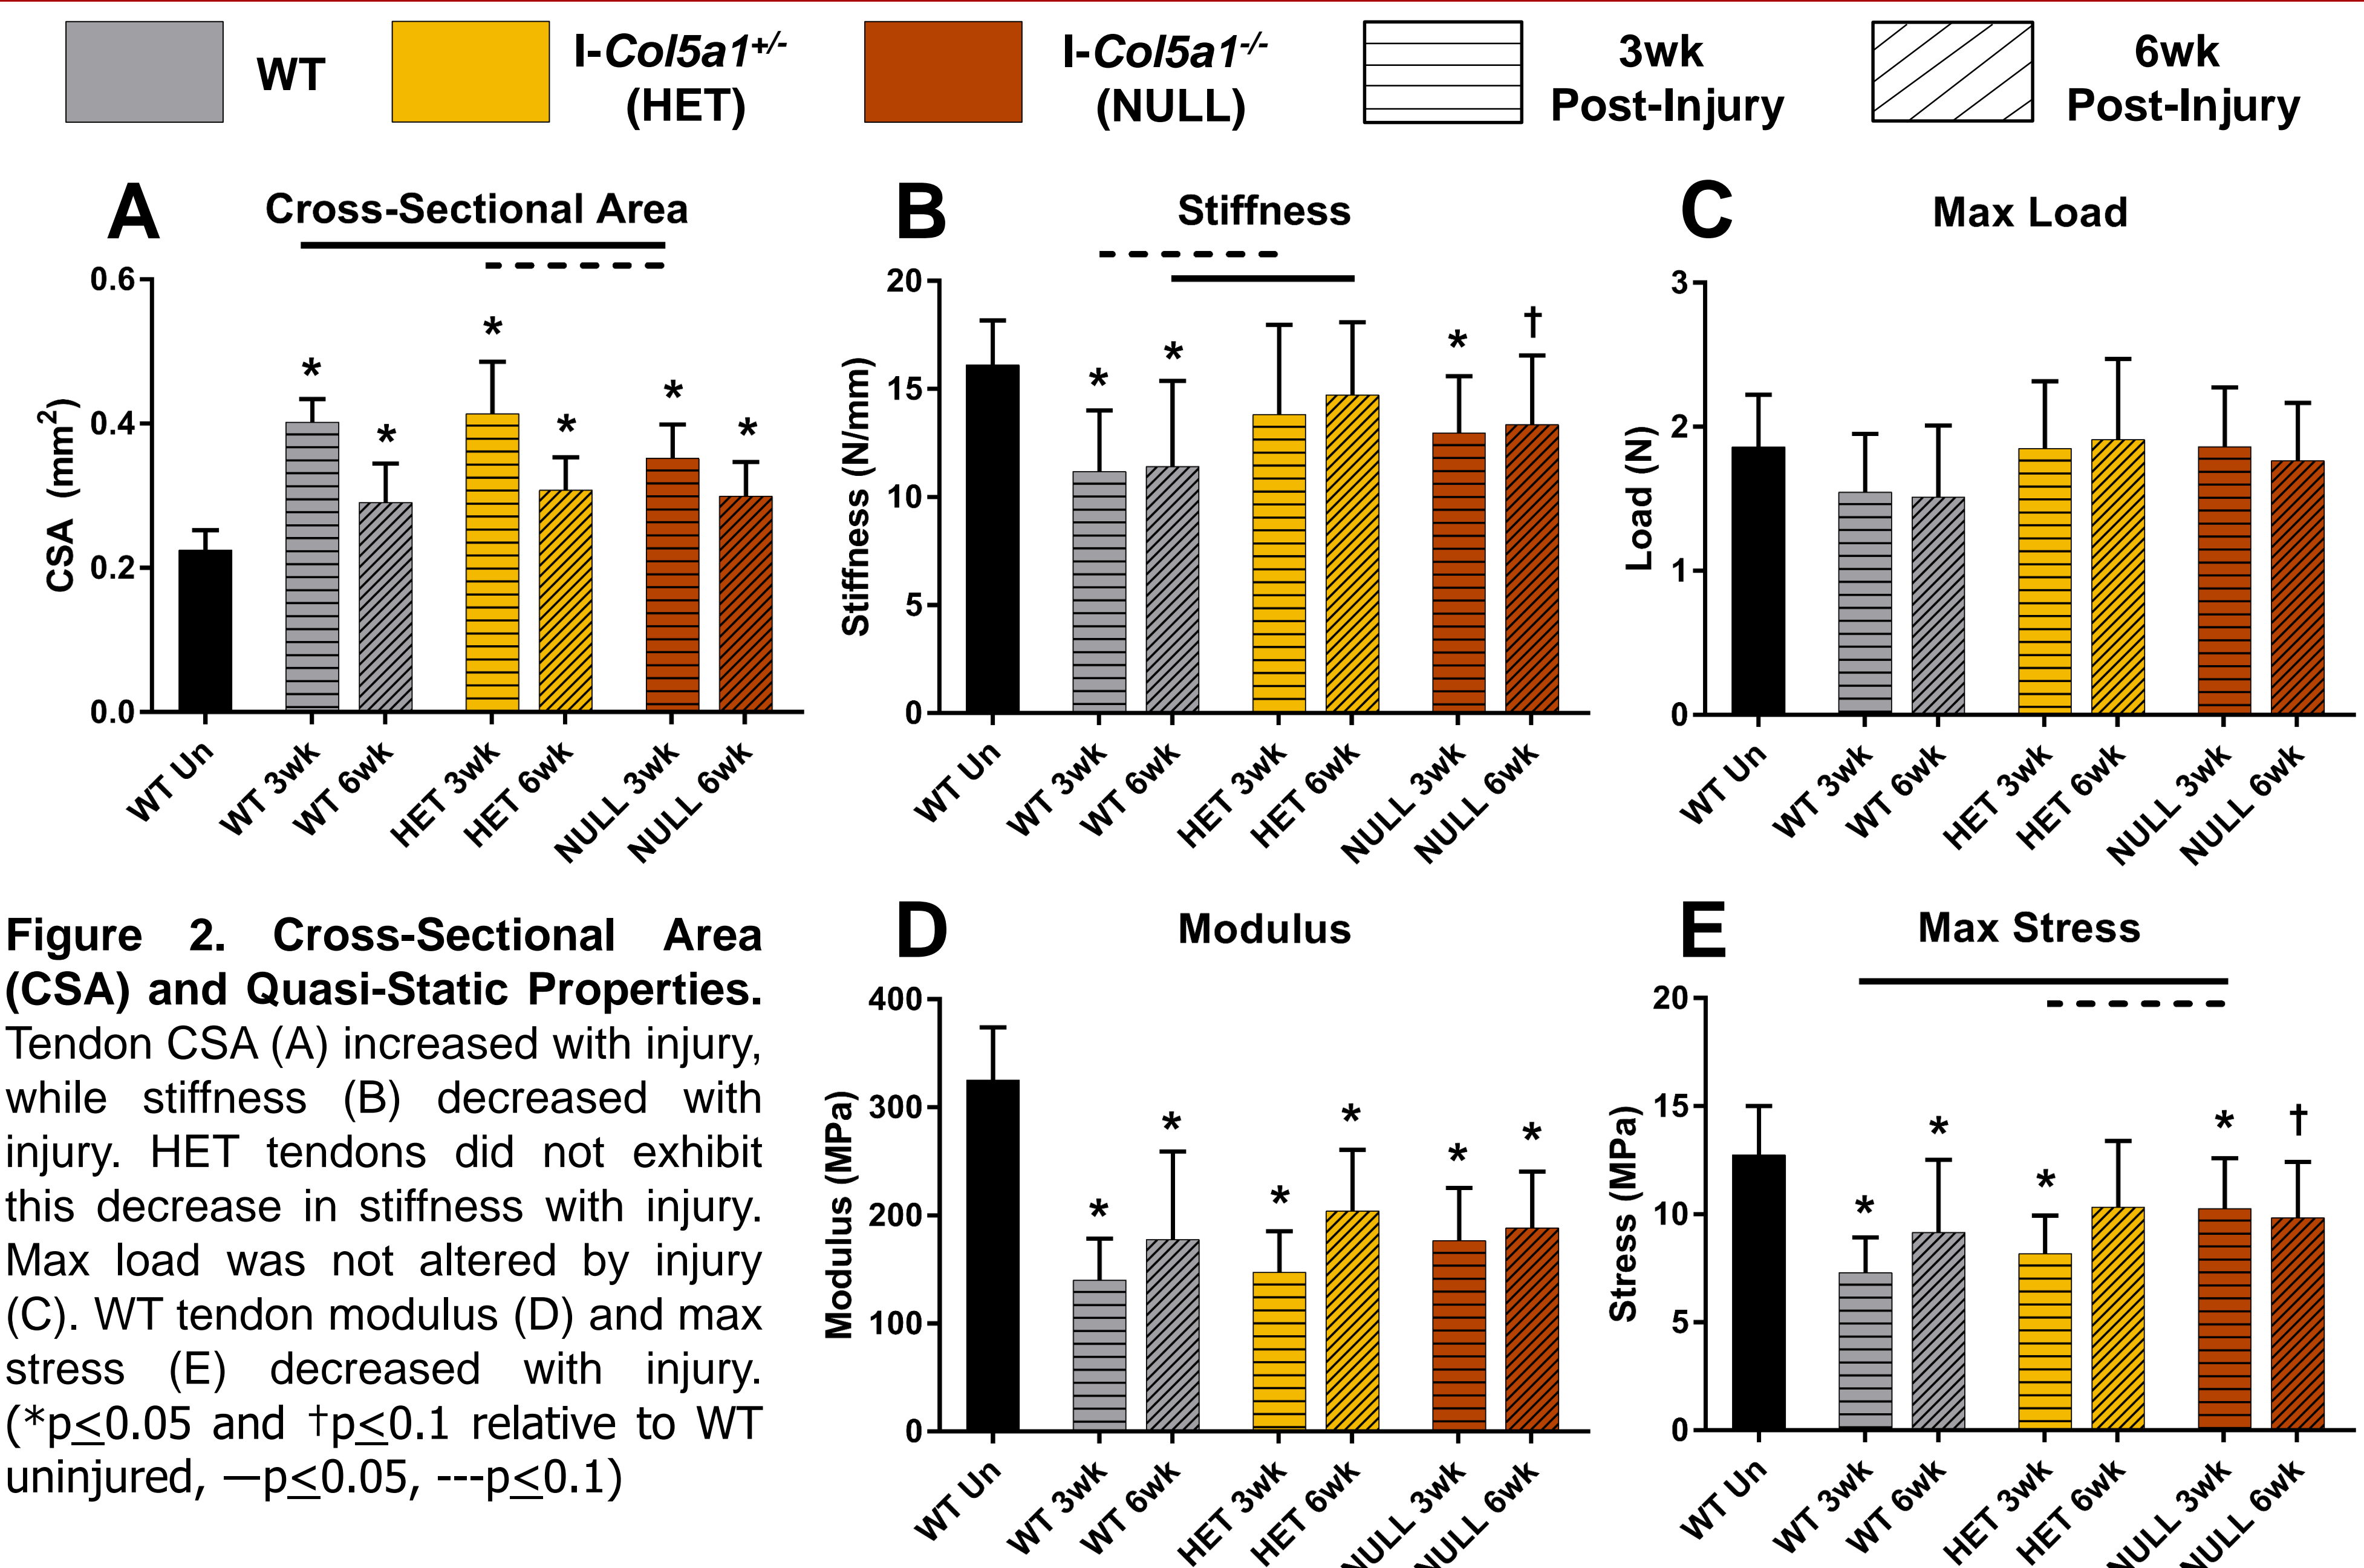 WT
I-Col5a1+/-
(HET)
I-Col5a1-/-
(NULL)
3wk
Post-Injury
6wk
Post-Injury
A
Cross-Sectional Area
CSA (mm2)
0.6
0.4
0.2
0.0
* * * * * *
WT Un
WT 3wk
WT 6wk
HET 3wk
HET 6wk
NULL 3wk
NULL 6wk
B
Stiffness
Stiffness (N/mm)
20
15
10
5
0
* * * †
WT Un
WT 3wk
WT 6wk
HET 3wk
HET 6wk
NULL 3wk
NULL 6wk
C
Max Load
Load (N)
3
2
1
0
WT Un
WT 3wk
WT 6wk
HET 3wk
HET 6wk
NULL 3wk
NULL 6wk
Figure 2. Cross-Sectional Area
(CSA) and Quasi-Static Properties.
Tendon CSA (A) increased with injury,
while stiffness (B) decreased with
injury. HET tendons did not exhibit
this decrease in stiffness with injury.
Max load was not altered by injury
(C). WT tendon modulus (D) and max
stress (E) decreased with injury.
(*p≤0.05 and †p≤0.1 relative to WT
uninjured, —p≤0.05, ---p≤0.1)
D
Modulus
Modulus (MPa)
400
300
200
100
0
* * * * * *
WT Un
WT 3wk
WT 6wk
HET 3wk
HET 6wk
NULL 3wk
NULL 6wk
E
Max Stress
Stress (MPa)
20
15
10
5
0
* * * * †
WT Un
WT 3wk
WT 6wk
HET 3wk
HET 6wk
NULL 3wk
NULL 6wk